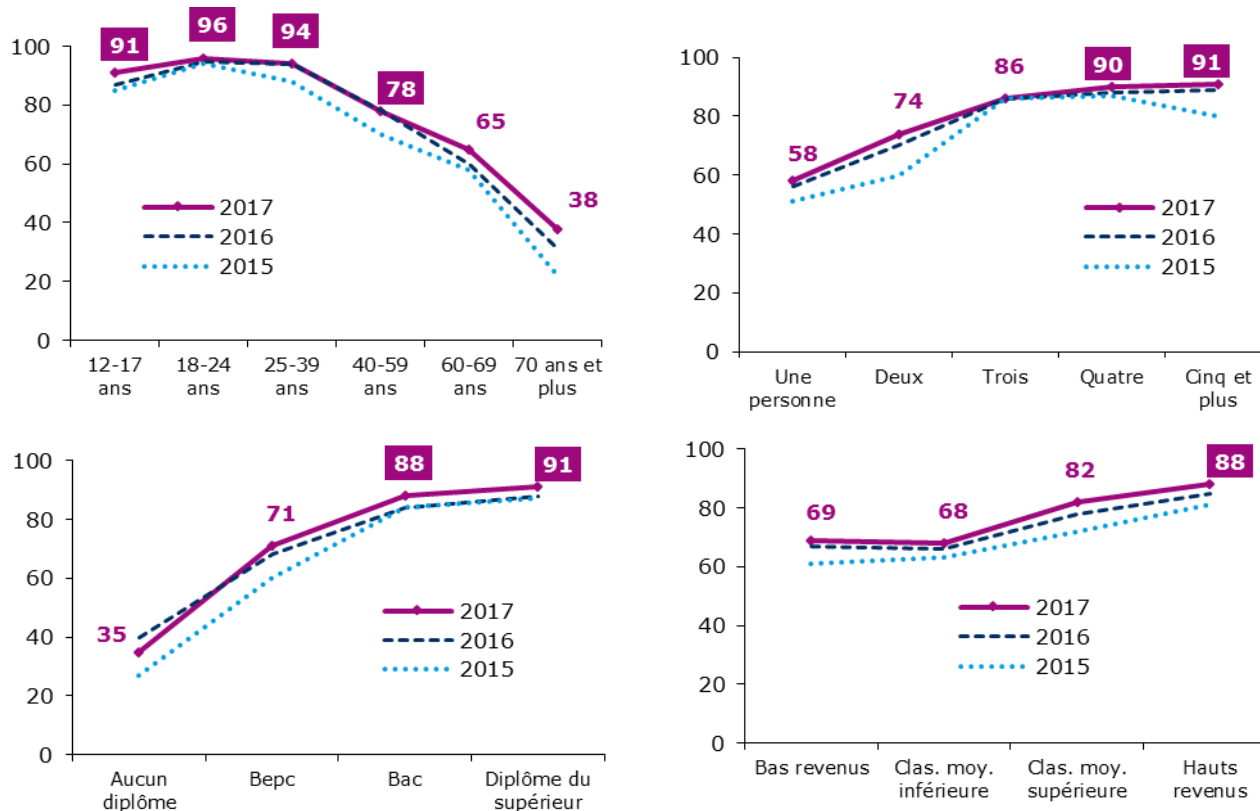 91
96
94
78
65
38
100
80
60
40
20
0
2017
2016
2015
12-17
ans
18-24
ans
25-39
ans
40-59
ans
60-69
ans
70 ans et
plus
58
74
86
90
91
100
80
60
40
20
0
2017
2016
2015
Une
personne
Deux
Trois
Quatre
Cinq et
plus
35
71
88
91
100
80
60
40
20
0
2017
2016
2015
Aucun
diplôme
Bepc
Bac
Diplôme du
supérieur
69
68
82
88
100
80
60
40
20
0
2017
2016
2015
Bas revenus
Clas. moy.
inférieure
Clas. moy.
supérieure
Hauts
revenus